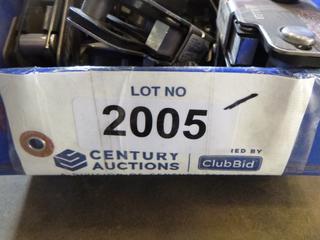 LOT NO
2005
CENTURY AUCTIONS
IED BY
ClubBid